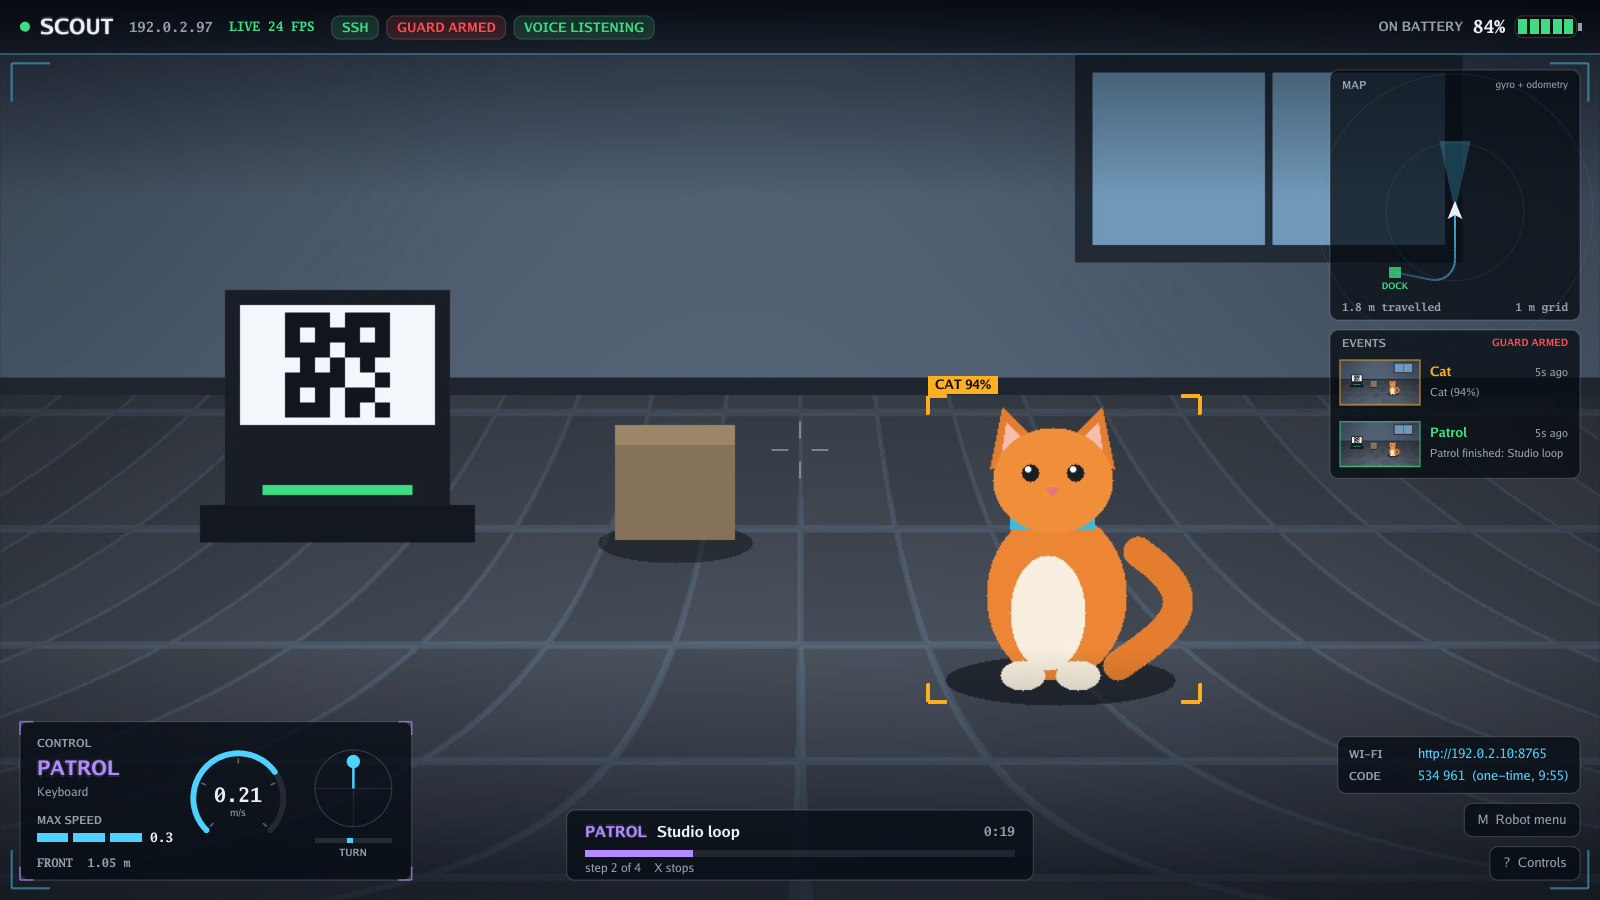 SCOUT 192.0.2.97 LIVE 24 FPS SSH GUARD ARMED VOICE LISTENING ON BATTERY 84%
MAP gyro + odometry
DOCK
1.8 m travelled 1 m grid
EVENTS GUARD ARMED
Cat 5s ago
Cat (94%)
Patrol 5s ago
Patrol finished: Studio loop
CAT 94%
CONTROL
PATROL
Keyboard
MAX SPEED
0.3
FRONT 1.05 m
0.21
m/s
TURN
PATROL Studio loop 0:19
step 2 of 4 X stops
WI-FI http://192.0.2.10:8765
CODE 534 961 (one-time, 9:55)
M Robot menu
? Controls